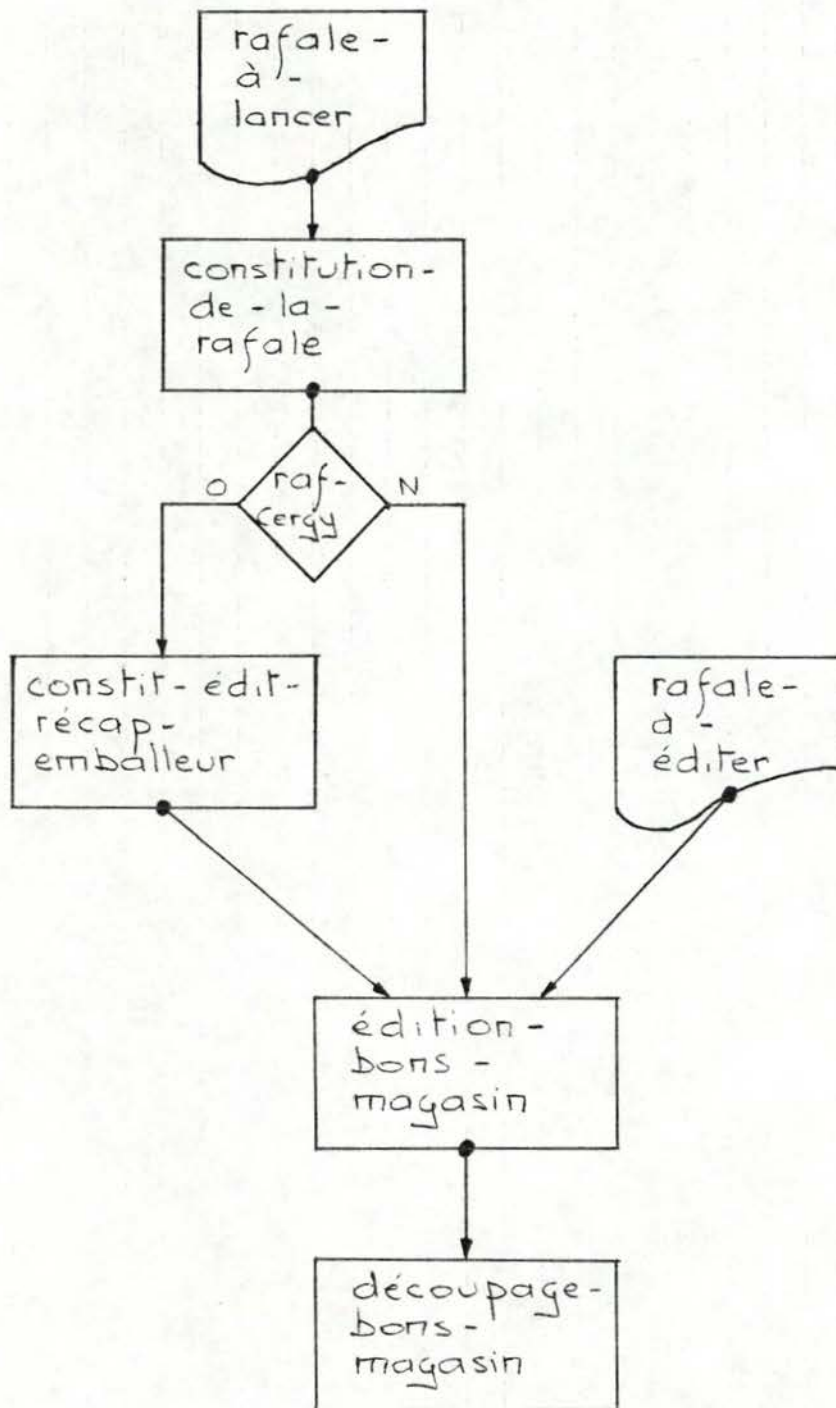 rafale-
à-
lancer
constitution-
de-la-
rafale
O
raf-
cergy
N
constit-édit-
récap-
emballeur
rafale-
à-
éditer
édition-
bons-
magasin
découpage-
bons-
magasin